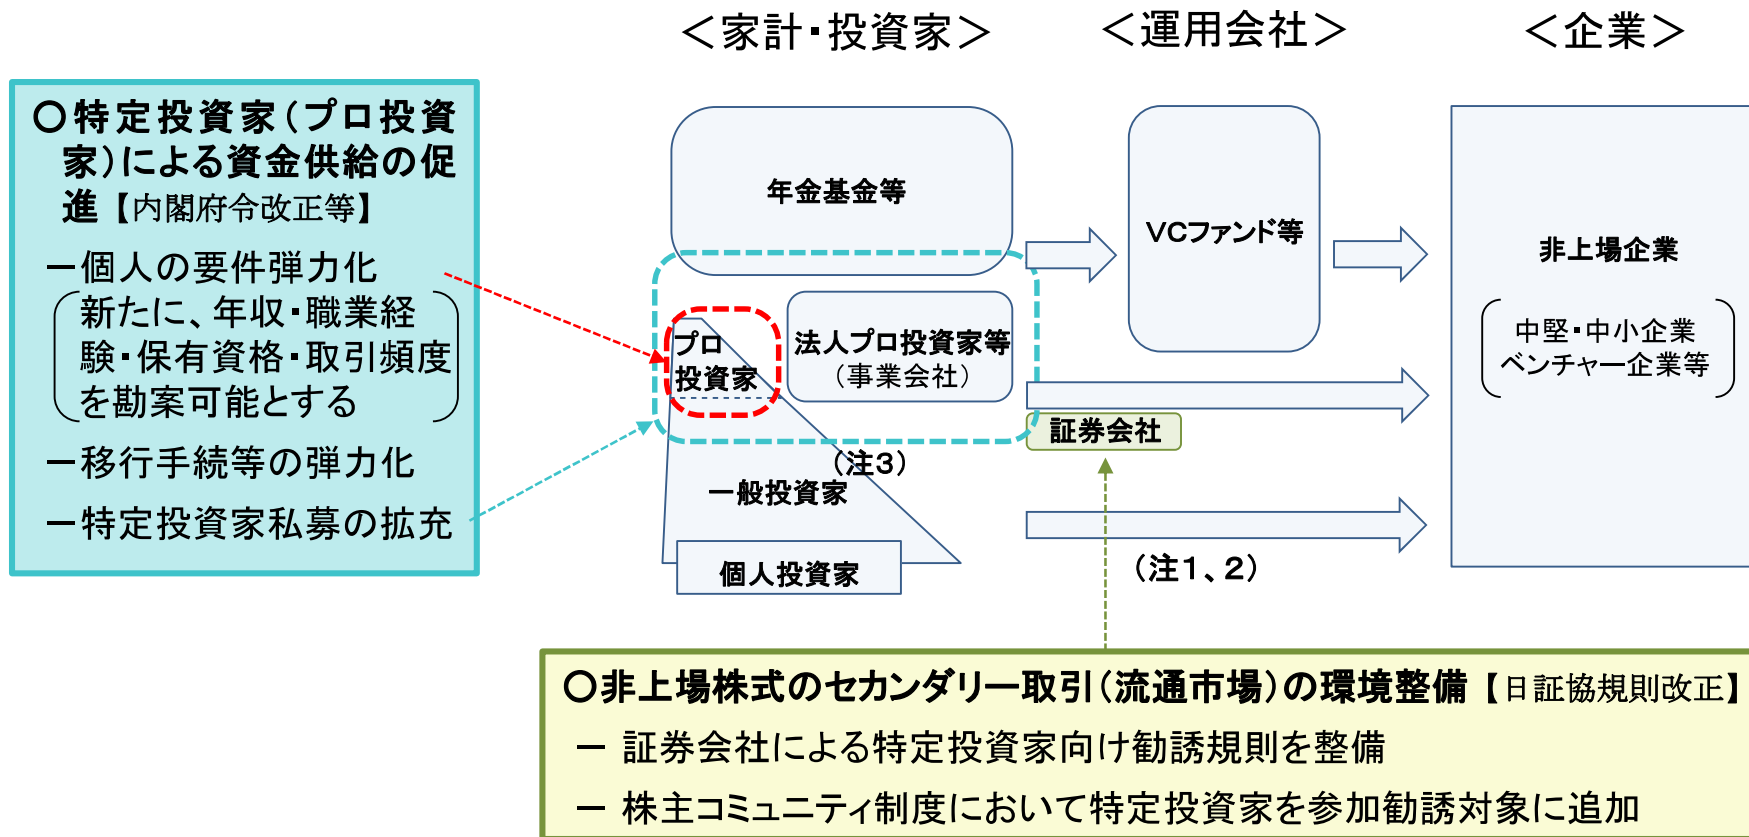 ＜家計・投資家＞
＜運用会社＞
＜企業＞
○特定投資家（プロ投資
家）による資金供給の促
進【内閣府令改正等】
－個人の要件弾力化
新たに、年収・職業経
験・保有資格・取引頻度
を勘案可能とする
－移行手続等の弾力化
－特定投資家私募の拡充
年金基金等
プロ
投資家
法人プロ投資家等
（事業会社）
（注３）
一般投資家
個人投資家
VCファンド等
証券会社
（注１、２）
非上場企業
中堅・中小企業
ベンチャー企業等
○非上場株式のセカンダリー取引（流通市場）の環境整備【日証協規則改正】
－ 証券会社による特定投資家向け勧誘規則を整備
－ 株主コミュニティ制度において特定投資家を参加勧誘対象に追加